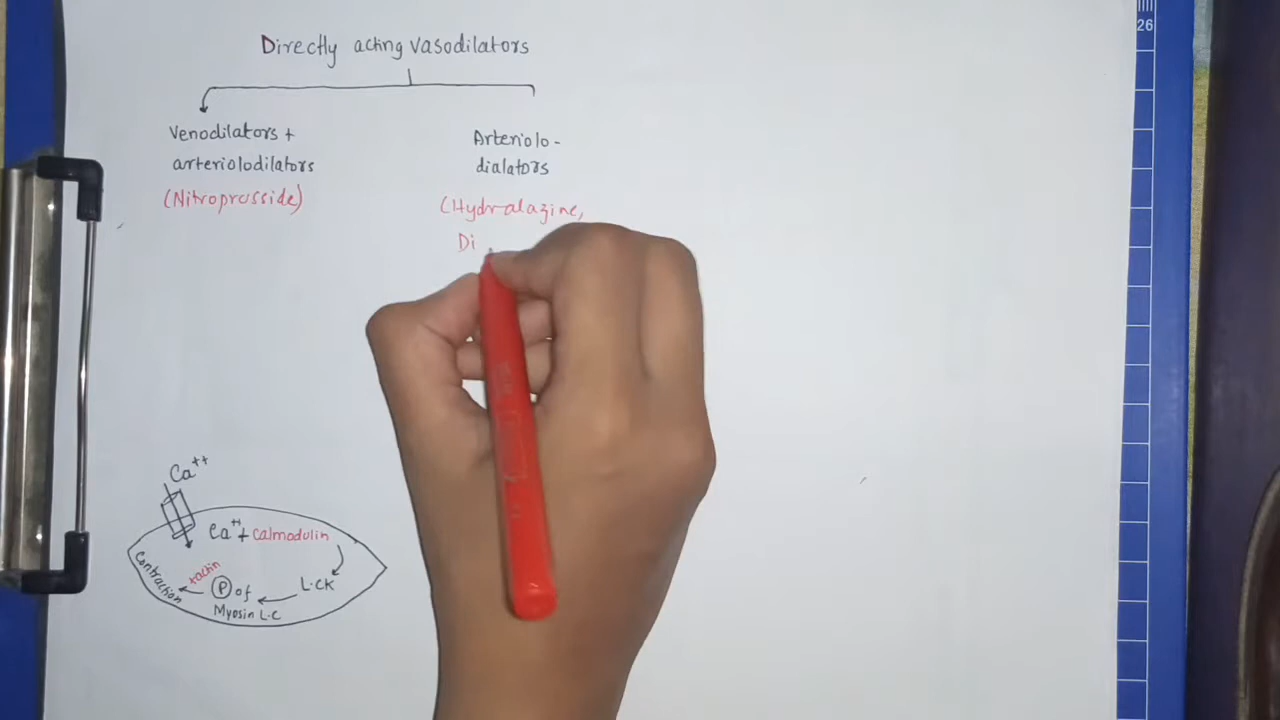 Directly acting vasodilators
Venodilators +
arteriolodilators
(Nitroprusside)
Arteriolo-
dialators
(Hydralazine,
Di
Ca++
Ca++ + calmodulin
L.CK
P of
Myosin L.C
+actin
Contraction
26